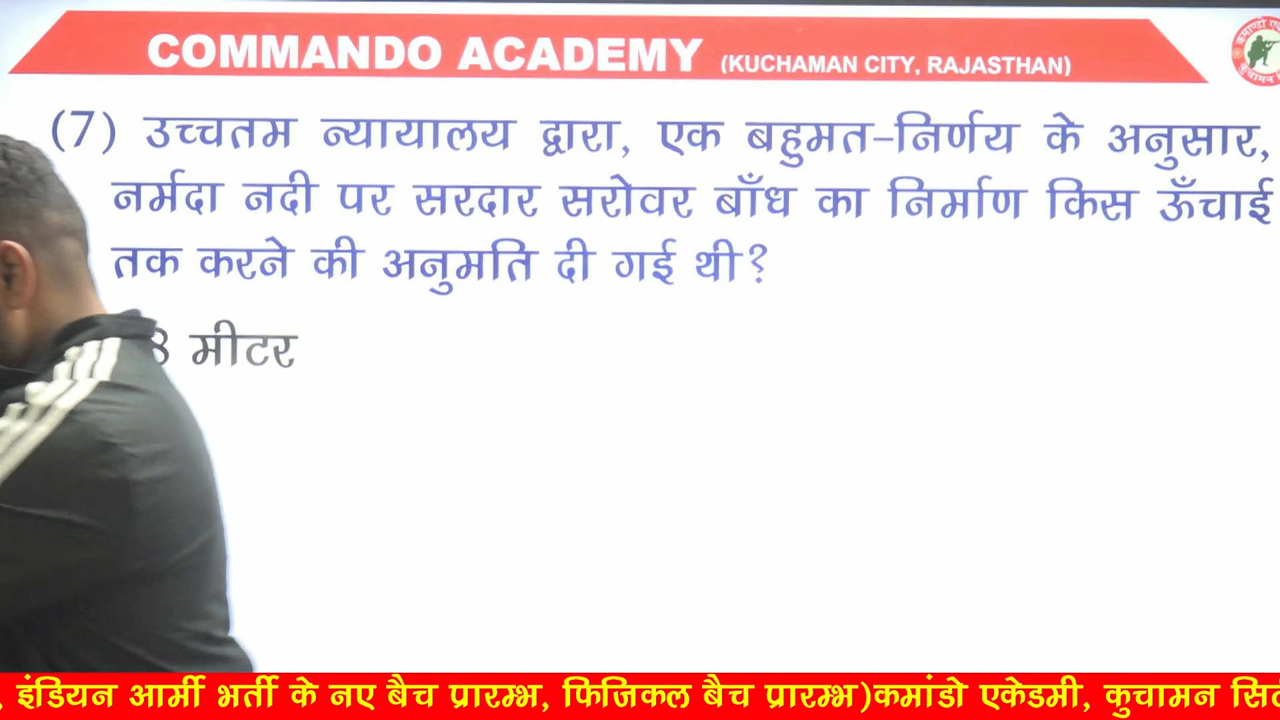 COMMANDO ACADEMY (KUCHAMAN CITY, RAJASTHAN)
(7) उच्चतम न्यायालय द्वारा, एक बहुमत-निर्णय के अनुसार,
नर्मदा नदी पर सरदार सरोवर बाँध का निर्माण किस ऊँचाई
तक करने की अनुमति दी गई थी?
8 मीटर
, इंडियन आर्मी भर्ती के नए बैच प्रारम्भ, फिजिकल बैच प्रारम्भ)कमांडो एकेडमी, कुचामन